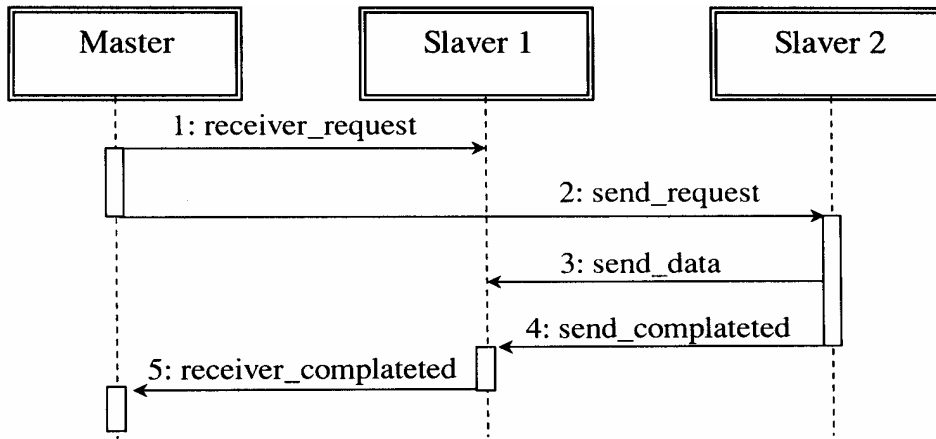 Master
Slaver 1
Slaver 2
1: receiver_request
2: send_request
3: send_data
4: send_complateted
5: receiver_complateted